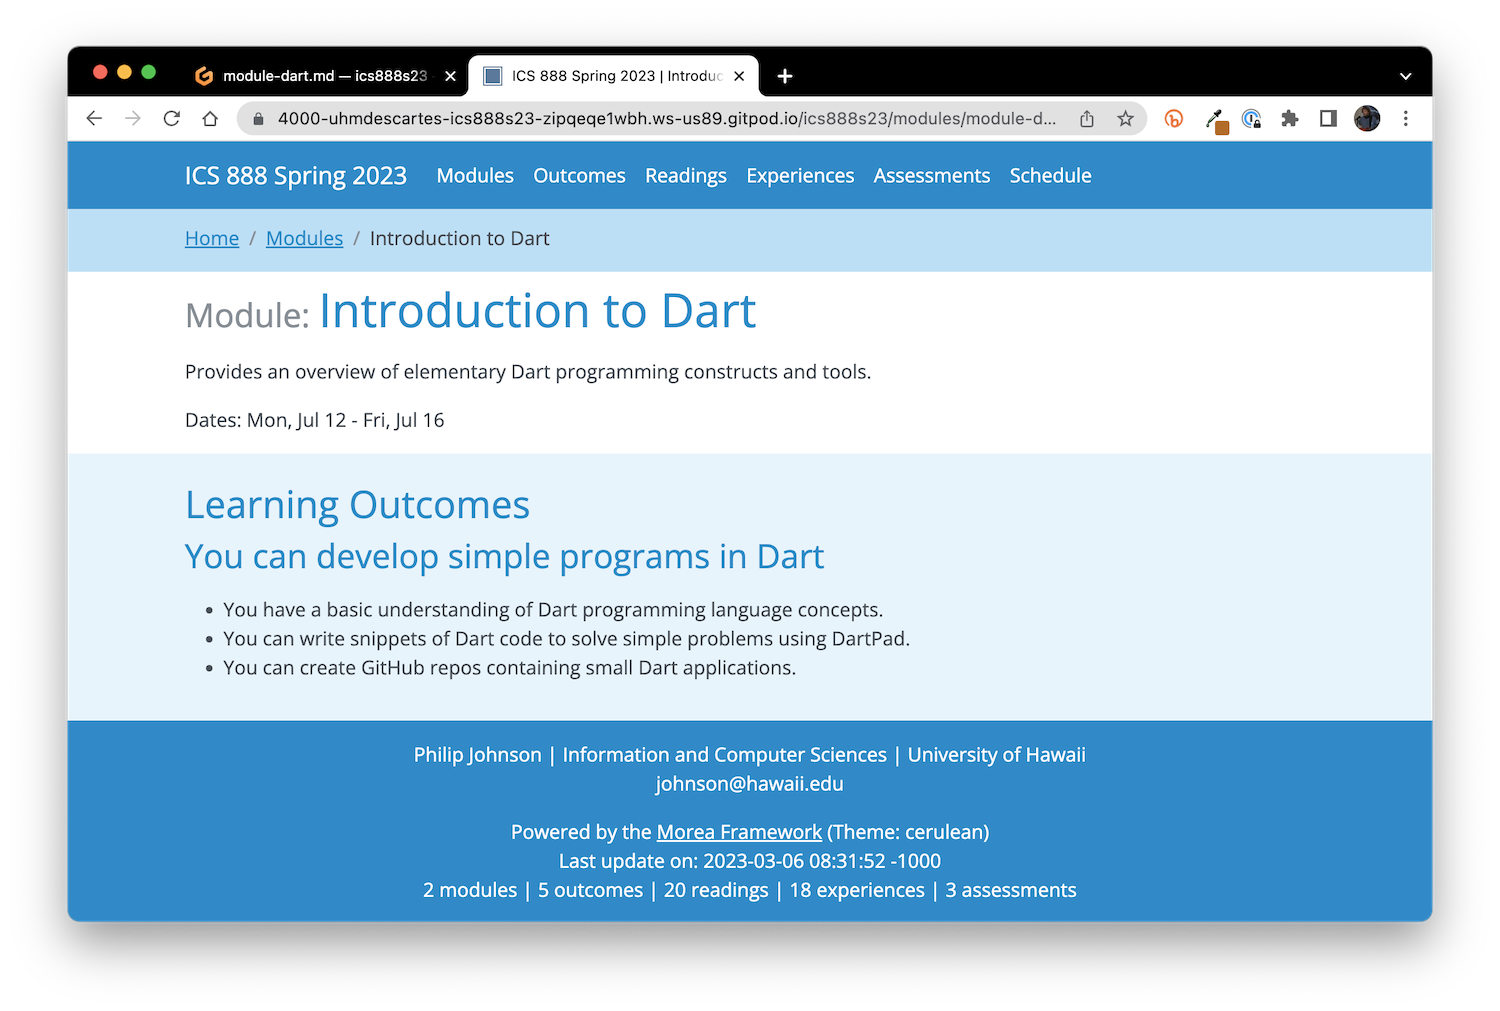 module-dart.md — ics888s23
ICS 888 Spring 2023 | Introduc
4000-uhmdescartes-ics888s23-zipqeqe1wbh.ws-us89.gitpod.io/ics888s23/modules/module-d...
ICS 888 Spring 2023 Modules Outcomes Readings Experiences Assessments Schedule
Home / Modules / Introduction to Dart
Module: Introduction to Dart
Provides an overview of elementary Dart programming constructs and tools.
Dates: Mon, Jul 12 - Fri, Jul 16
Learning Outcomes
You can develop simple programs in Dart
• You have a basic understanding of Dart programming language concepts.
• You can write snippets of Dart code to solve simple problems using DartPad.
• You can create GitHub repos containing small Dart applications.
Philip Johnson | Information and Computer Sciences | University of Hawaii
johnson@hawaii.edu
Powered by the Morea Framework (Theme: cerulean)
Last update on: 2023-03-06 08:31:52 -1000
2 modules | 5 outcomes | 20 readings | 18 experiences | 3 assessments